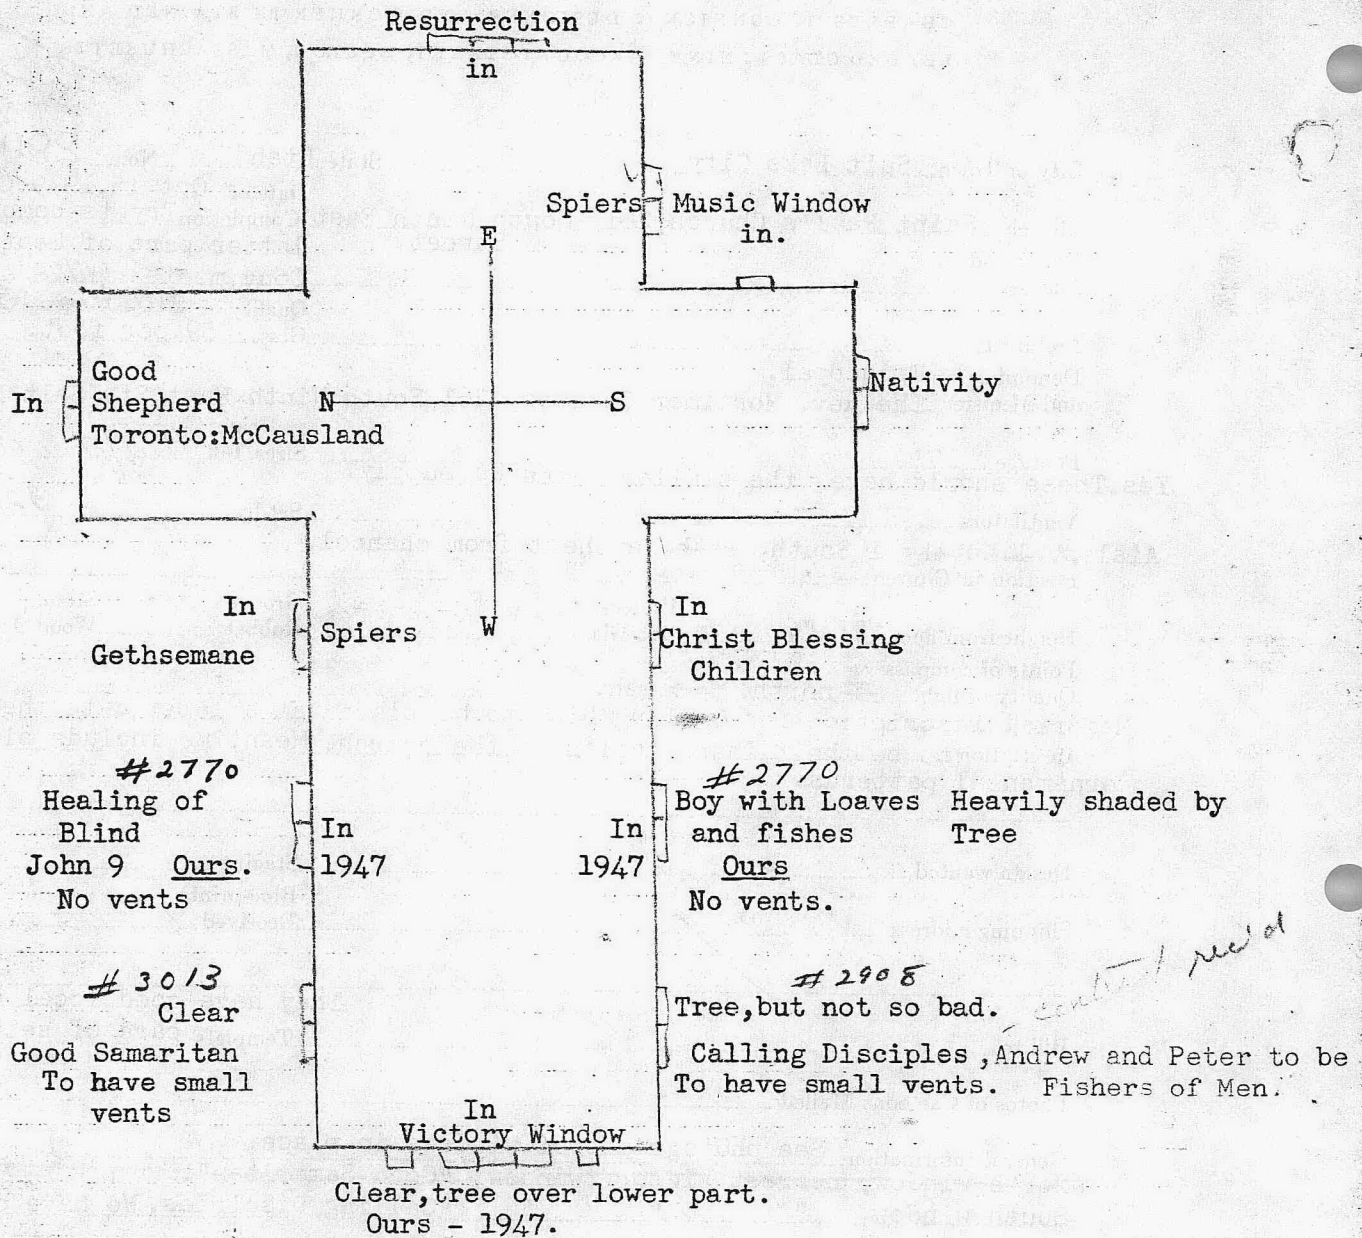 Resurrection
in
Spiers
Music Window
in.
E
Good
In Shepherd
Toronto:McCausland
N
S
Nativity
In
Spiers
Gethsemane
W
In
Christ Blessing
Children
#2770
Healing of
Blind
John 9 Ours.
No vents
In
1947
In
1947
#2770
Boy with Loaves Heavily shaded by
and fishes Tree
Ours
No vents.
#3013
Clear
Good Samaritan
To have small
vents
#2908
Tree,but not so bad.
rec'd
Calling Disciples ,Andrew and Peter to be
To have small vents. Fishers of Men.
In
Victory Window
Clear,tree over lower part.
Ours - 1947.